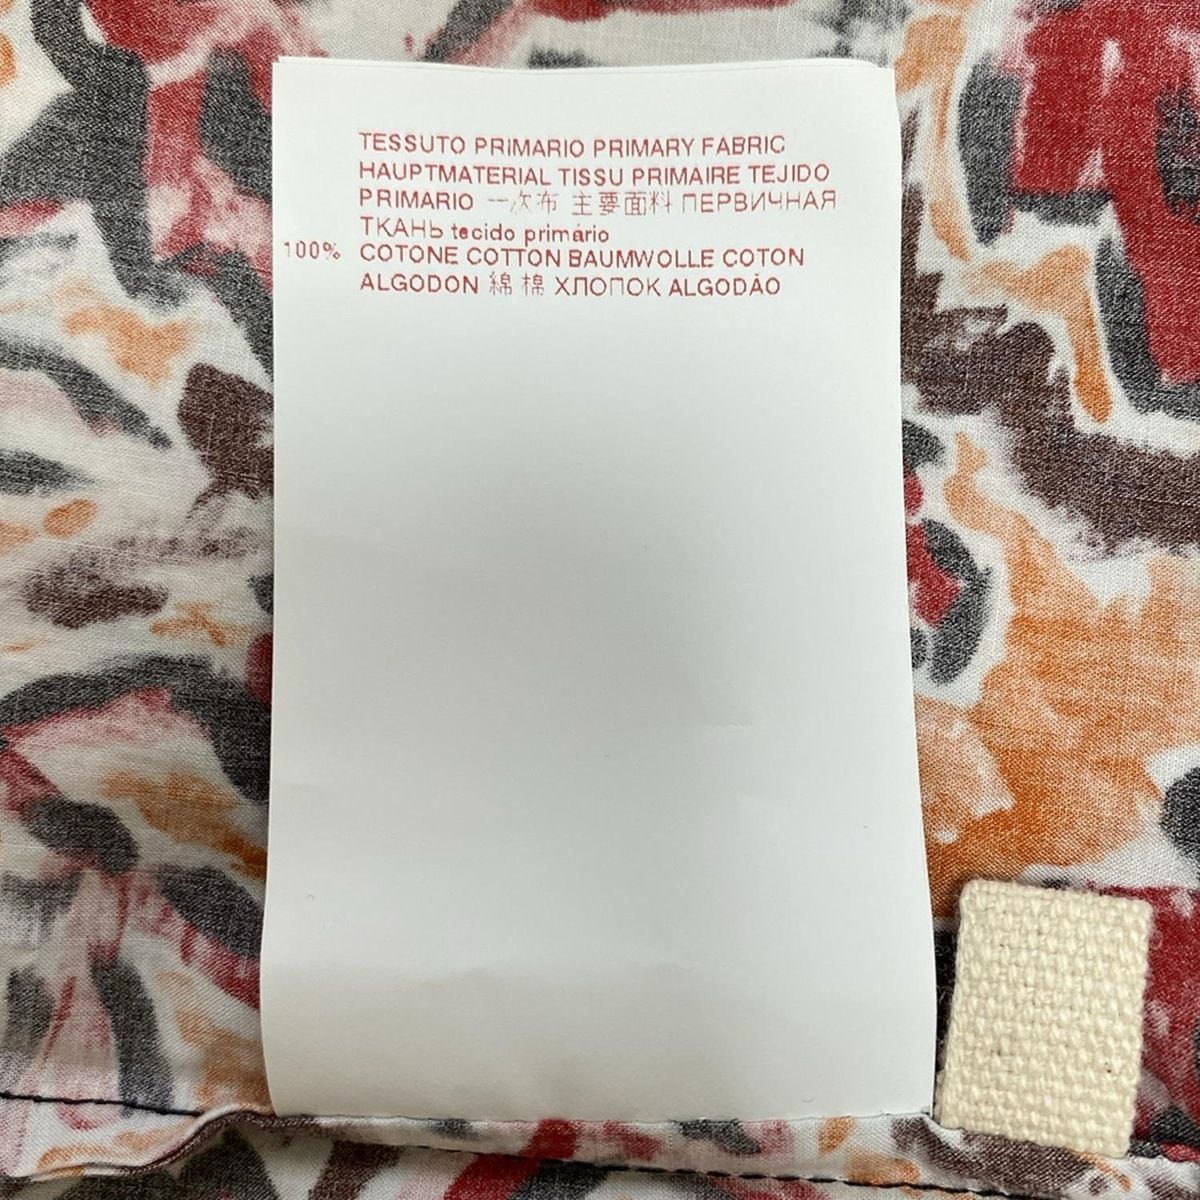 TESSUTO PRIMARIO PRIMARY FABRIC
HAUPTMATERIAL TISSU PRIMAIRE TEJIDO
PRIMARIO 一次布 主要面料 ПЕРВИЧНАЯ
ТКАНЬ tecido primário
100% COTONE COTTON BAUMWOLLE COTON
ALGODON 綿 棉 ХЛОПОК ALGODÃO